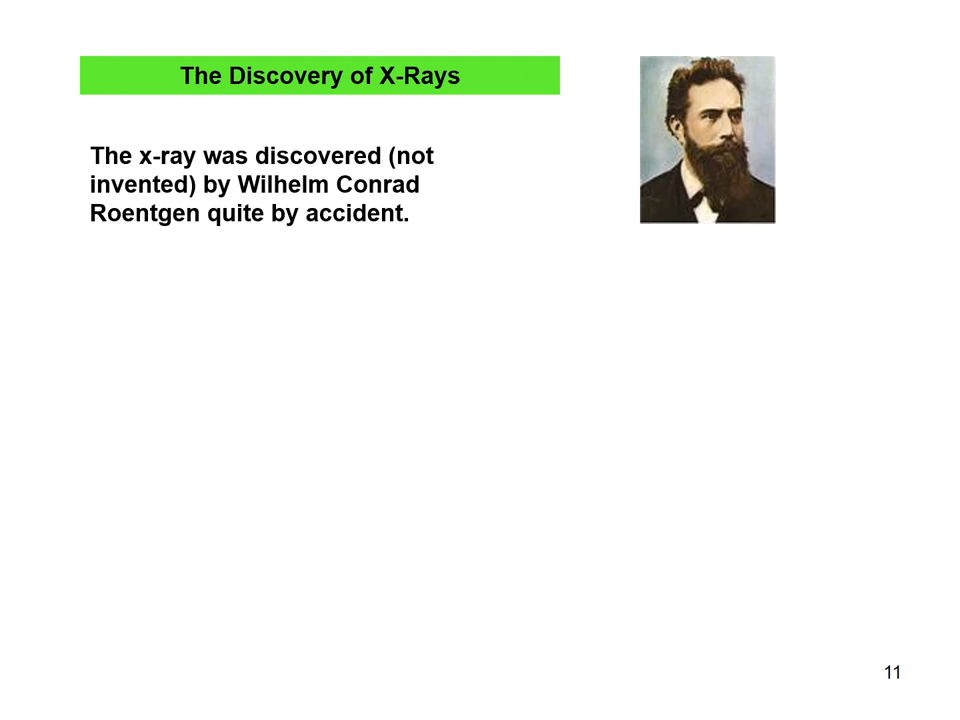 The Discovery of X-Rays
The x-ray was discovered (not
invented) by Wilhelm Conrad
Roentgen quite by accident.
11